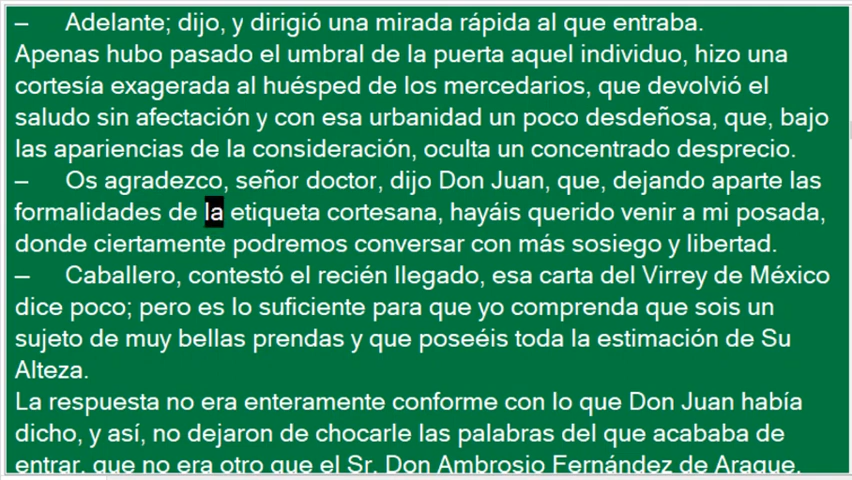 – Adelante; dijo, y dirigió una mirada rápida al que entraba.
Apenas hubo pasado el umbral de la puerta aquel individuo, hizo una
cortesía exagerada al huésped de los mercedarios, que devolvió el
saludo sin afectación y con esa urbanidad un poco desdeñosa, que, bajo
las apariencias de la consideración, oculta un concentrado desprecio.
– Os agradezco, señor doctor, dijo Don Juan, que, dejando aparte las
formalidades de la etiqueta cortesana, hayáis querido venir a mi posada,
donde ciertamente podremos conversar con más sosiego y libertad.
– Caballero, contestó el recién llegado, esa carta del Virrey de México
dice poco; pero es lo suficiente para que yo comprenda que sois un
sujeto de muy bellas prendas y que poseéis toda la estimación de Su
Alteza.
La respuesta no era enteramente conforme con lo que Don Juan había
dicho, y así, no dejaron de chocarle las palabras del que acababa de
entrar, que no era otro que el Sr. Don Ambrosio Fernández de Araque,